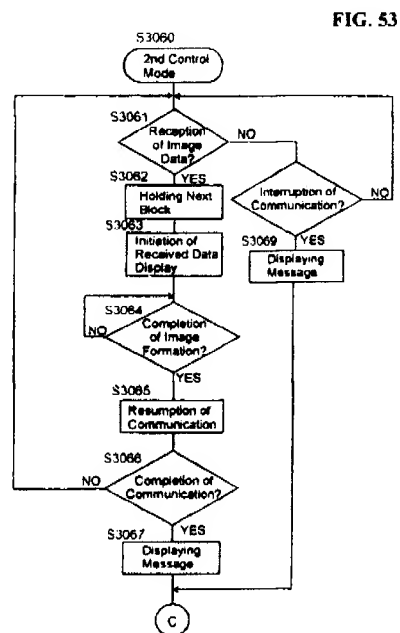 FIG. 53
S3060
2nd Control
Mode
S3061
Reception
of Image
Data?
NO
YES
S3062
Holding Next
Block
S3063
Initiation of
Received Data
Display
Interruption of
Communication?
NO
YES
S3069
Displaying
Message
S3064
Completion
of Image
Formation?
NO
YES
S3065
Resumption of
Communication
S3066
Completion of
Communication?
NO
YES
S3067
Displaying
Message
C